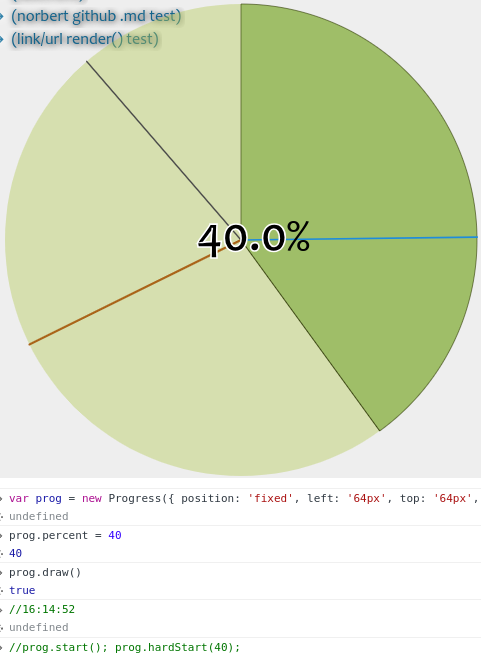 (norbert github .md test)
(link/url render() test)
40.0%
var prog = new Progress({ position: 'fixed', left: '64px', top: '64px',
undefined
prog.percent = 40
40
prog.draw()
true
//16:14:52
undefined
//prog.start(); prog.hardStart(40);